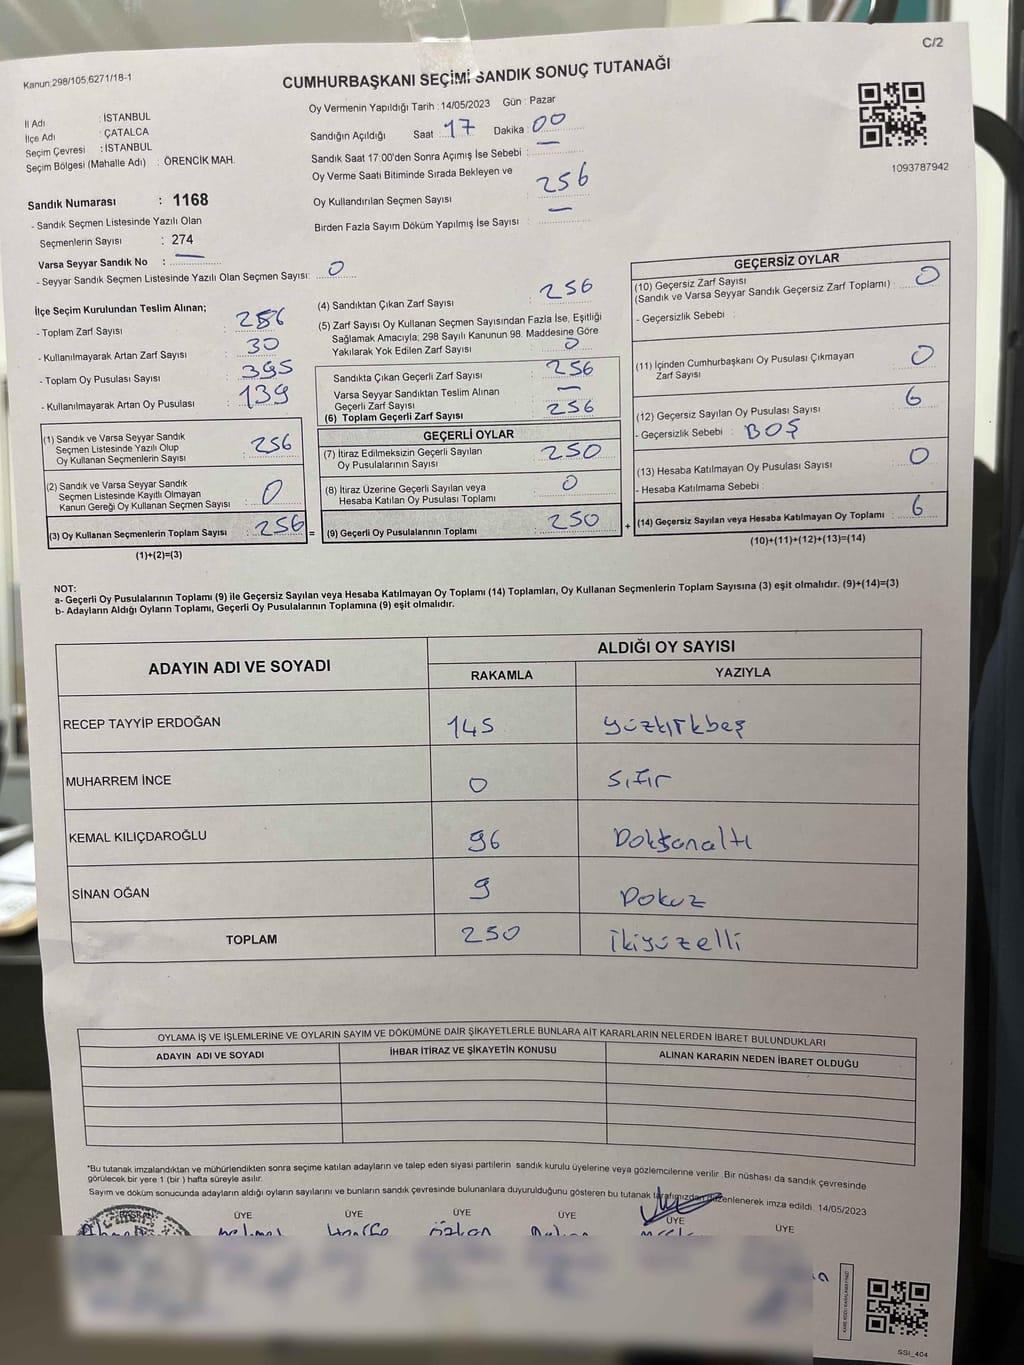 C/2
Kanun:298/105,6271/18-1
CUMHURBAŞKANI SEÇİMİ SANDIK SONUÇ TUTANAĞI
İl Adı : İSTANBUL
İlçe Adı : ÇATALCA
Seçim Çevresi : İSTANBUL
Seçim Bölgesi (Mahalle Adı) : ÖRENCİK MAH.
Oy Vermenin Yapıldığı Tarih : 14/05/2023 Gün : Pazar
Sandığın Açıldığı Saat : 17 Dakika : 00
Sandık Saat 17:00'den Sonra Açımış İse Sebebi : —
Oy Verme Saati Bitiminde Sırada Bekleyen ve
Oy Kullandırılan Seçmen Sayısı : 256
Birden Fazla Sayım Döküm Yapılmış İse Sayısı : —
1093787942
Sandık Numarası : 1168
- Sandık Seçmen Listesinde Yazılı Olan
Seçmenlerin Sayısı : 274
Varsa Seyyar Sandık No : —
- Seyyar Sandık Seçmen Listesinde Yazılı Olan Seçmen Sayısı: 0
İlçe Seçim Kurulundan Teslim Alınan;
- Toplam Zarf Sayısı : 286
- Kullanılmayarak Artan Zarf Sayısı : 30
- Toplam Oy Pusulası Sayısı : 395
- Kullanılmayarak Artan Oy Pusulası : 139
(1) Sandık ve Varsa Seyyar Sandık
Seçmen Listesinde Yazılı Olup
Oy Kullanan Seçmenlerin Sayısı : 256
(2) Sandık ve Varsa Seyyar Sandık
Seçmen Listesinde Kayıtlı Olmayan
Kanun Gereği Oy Kullanan Seçmen Sayısı : 0
(3) Oy Kullanan Seçmenlerin Toplam Sayısı : 256 =
(1)+(2)=(3)
(4) Sandıktan Çıkan Zarf Sayısı : 256
(5) Zarf Sayısı Oy Kullanan Seçmen Sayısından Fazla İse, Eşitliği
Sağlamak Amacıyla; 298 Sayılı Kanunun 98. Maddesine Göre
Yakılarak Yok Edilen Zarf Sayısı : 0
Sandıkta Çıkan Geçerli Zarf Sayısı : 256
Varsa Seyyar Sandıktan Teslim Alınan
Geçerli Zarf Sayısı : —
(6) Toplam Geçerli Zarf Sayısı : 256
GEÇERLİ OYLAR
(7) İtiraz Edilmeksizin Geçerli Sayılan
Oy Pusulalarının Sayısı : 250
(8) İtiraz Üzerine Geçerli Sayılan veya
Hesaba Katılan Oy Pusulası Toplamı : 0
(9) Geçerli Oy Pusulalarının Toplamı : 250 +
GEÇERSİZ OYLAR
(10) Geçersiz Zarf Sayısı
(Sandık ve Varsa Seyyar Sandık Geçersiz Zarf Toplamı) : 0
- Geçersizlik Sebebi :
(11) İçinden Cumhurbaşkanı Oy Pusulası Çıkmayan
Zarf Sayısı : 0
(12) Geçersiz Sayılan Oy Pusulası Sayısı : 6
- Geçersizlik Sebebi : BOŞ
(13) Hesaba Katılmayan Oy Pusulası Sayısı : 0
- Hesaba Katılmama Sebebi :
(14) Geçersiz Sayılan veya Hesaba Katılmayan Oy Toplamı : 6
(10)+(11)+(12)+(13)=(14)
NOT:
a- Geçerli Oy Pusulalarının Toplamı (9) ile Geçersiz Sayılan veya Hesaba Katılmayan Oy Toplamı (14) Toplamları, Oy Kullanan Seçmenlerin Toplam Sayısına (3) eşit olmalıdır. (9)+(14)=(3)
b- Adayların Aldığı Oyların Toplamı, Geçerli Oy Pusulalarının Toplamına (9) eşit olmalıdır.
ADAYIN ADI VE SOYADI
ALDIĞI OY SAYISI
RAKAMLA YAZIYLA
RECEP TAYYİP ERDOĞAN 145 yüzkırkbeş
MUHARREM İNCE 0 sıfır
KEMAL KILIÇDAROĞLU 96 Doksanaltı
SİNAN OĞAN 9 Dokuz
TOPLAM 250 ikiyüzelli
OYLAMA İŞ VE İŞLEMLERİNE VE OYLARIN SAYIM VE DÖKÜMÜNE DAİR ŞİKAYETLERLE BUNLARA AİT KARARLARIN NELERDEN İBARET BULUNDUKLARI
ADAYIN ADI VE SOYADI İHBAR İTİRAZ VE ŞİKAYETİN KONUSU ALINAN KARARIN NEDEN İBARET OLDUĞU
*Bu tutanak imzalandıktan ve mühürlendikten sonra seçime katılan adayların ve talep eden siyasi partilerin sandık kurulu üyelerine veya gözlemcilerine verilir. Bir nüshası da sandık çevresinde
görülecek bir yere 1 (bir) hafta süreyle asılır.
Sayım ve döküm sonucunda adayların aldığı oyların sayılarını ve bunların sandık çevresinde bulunanlara duyurulduğunu gösteren bu tutanak tarafımızdan düzenlenerek imza edildi. 14/05/2023
ÜYE ÜYE ÜYE ÜYE ÜYE ÜYE
Özkan
SSI_404